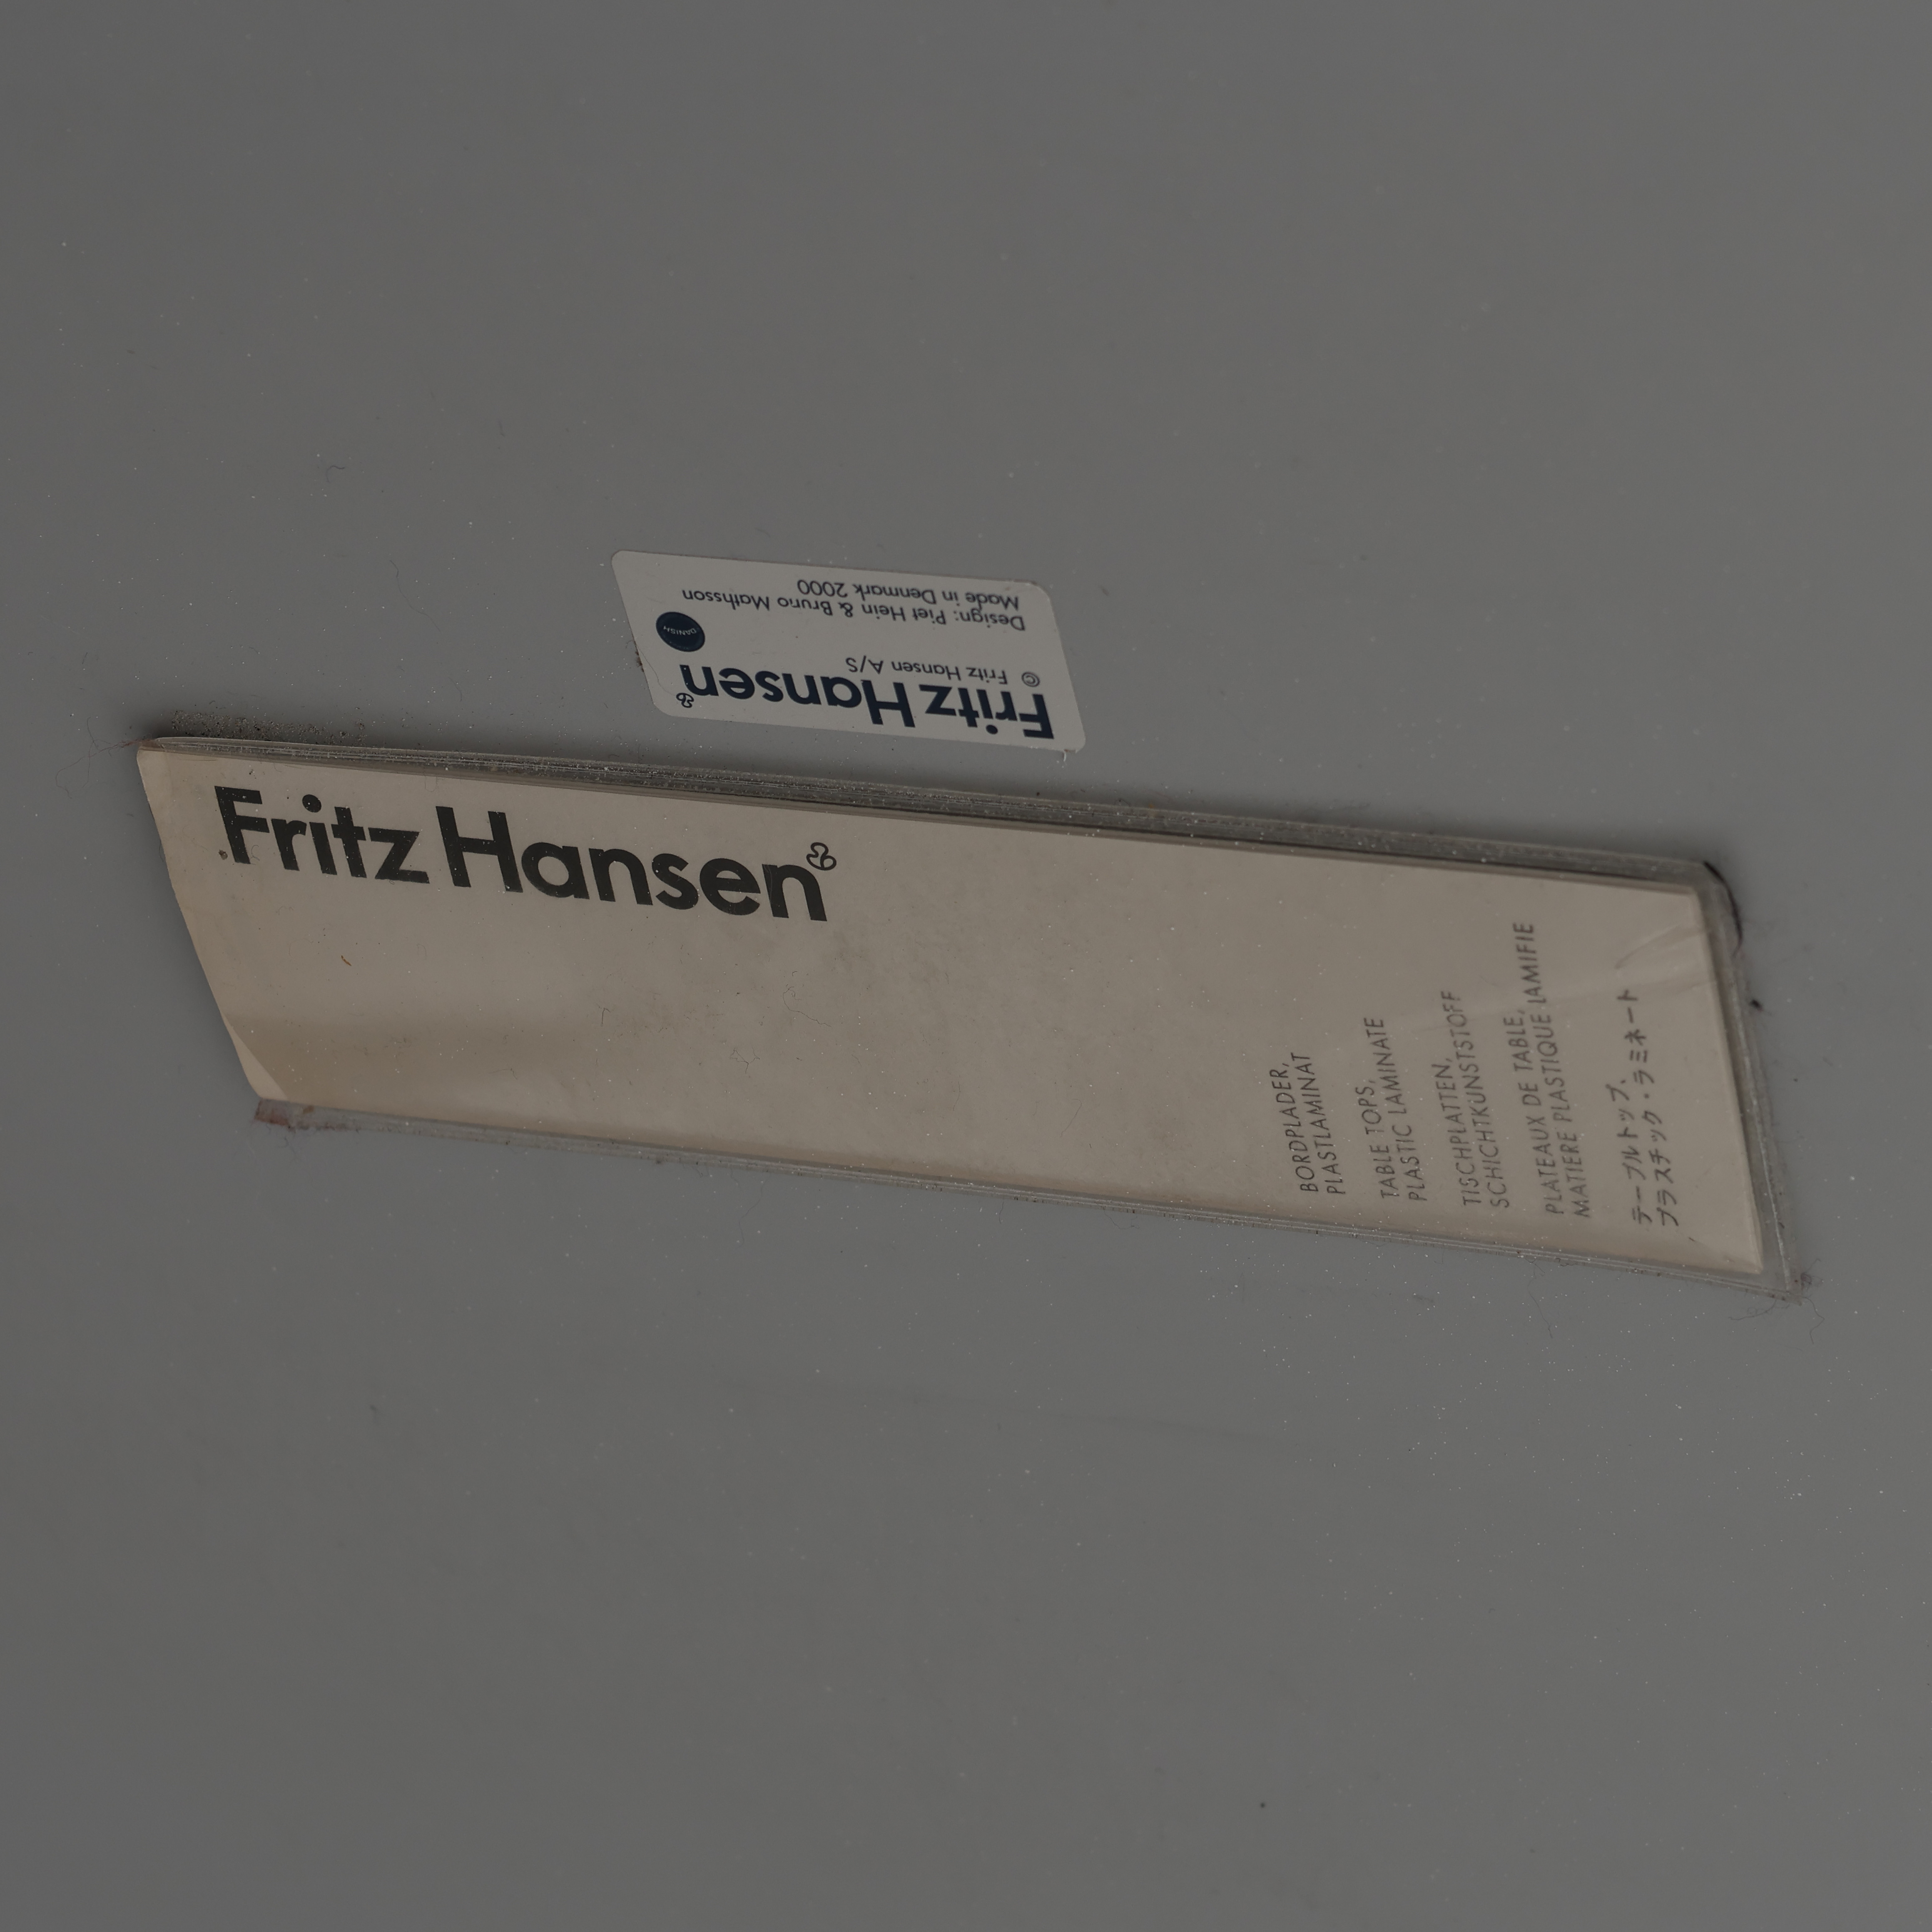 Fritz Hansen
© Fritz Hansen A/S
Design: Piet Hein & Bruno Mathsson
Made in Denmark 2000
DANISH
Fritz Hansen
BORDPLADER,
PLASTLAMINAT
TABLE TOPS,
PLASTIC LAMINATE
TISCHPLATTEN,
SCHICHTKUNSTSTOFF
PLATEAUX DE TABLE,
MATIERE PLASTIQUE LAMIFIE
テーブルトップ、
プラスチック・ラミネート